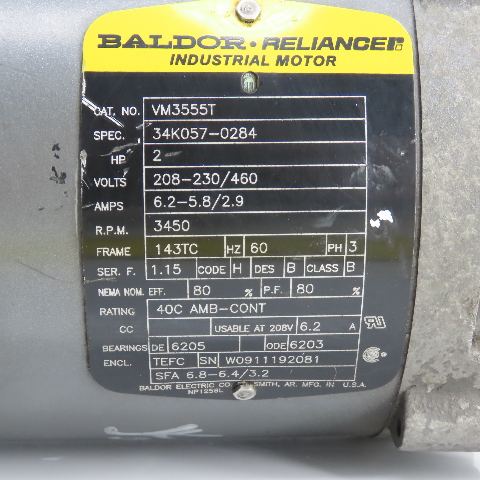 BALDOR • RELIANCER
INDUSTRIAL MOTOR
CAT. NO. VM3555T
SPEC. 34K057-0284
HP 2
VOLTS 208-230/460
AMPS 6.2-5.8/2.9
R.P.M. 3450
FRAME 143TC HZ 60 PH 3
SER. F. 1.15 CODE H DES B CLASS B
NEMA NOM. EFF. 80 % P.F. 80 %
RATING 40C AMB-CONT
CC USABLE AT 208V 6.2 A
BEARINGS DE 6205 ODE 6203
ENCL. TEFC SN W0911192081
SFA 6.8-6.4/3.2
BALDOR ELECTRIC CO. SMITH, AR. MFG. IN U.S.A.
NP1258L